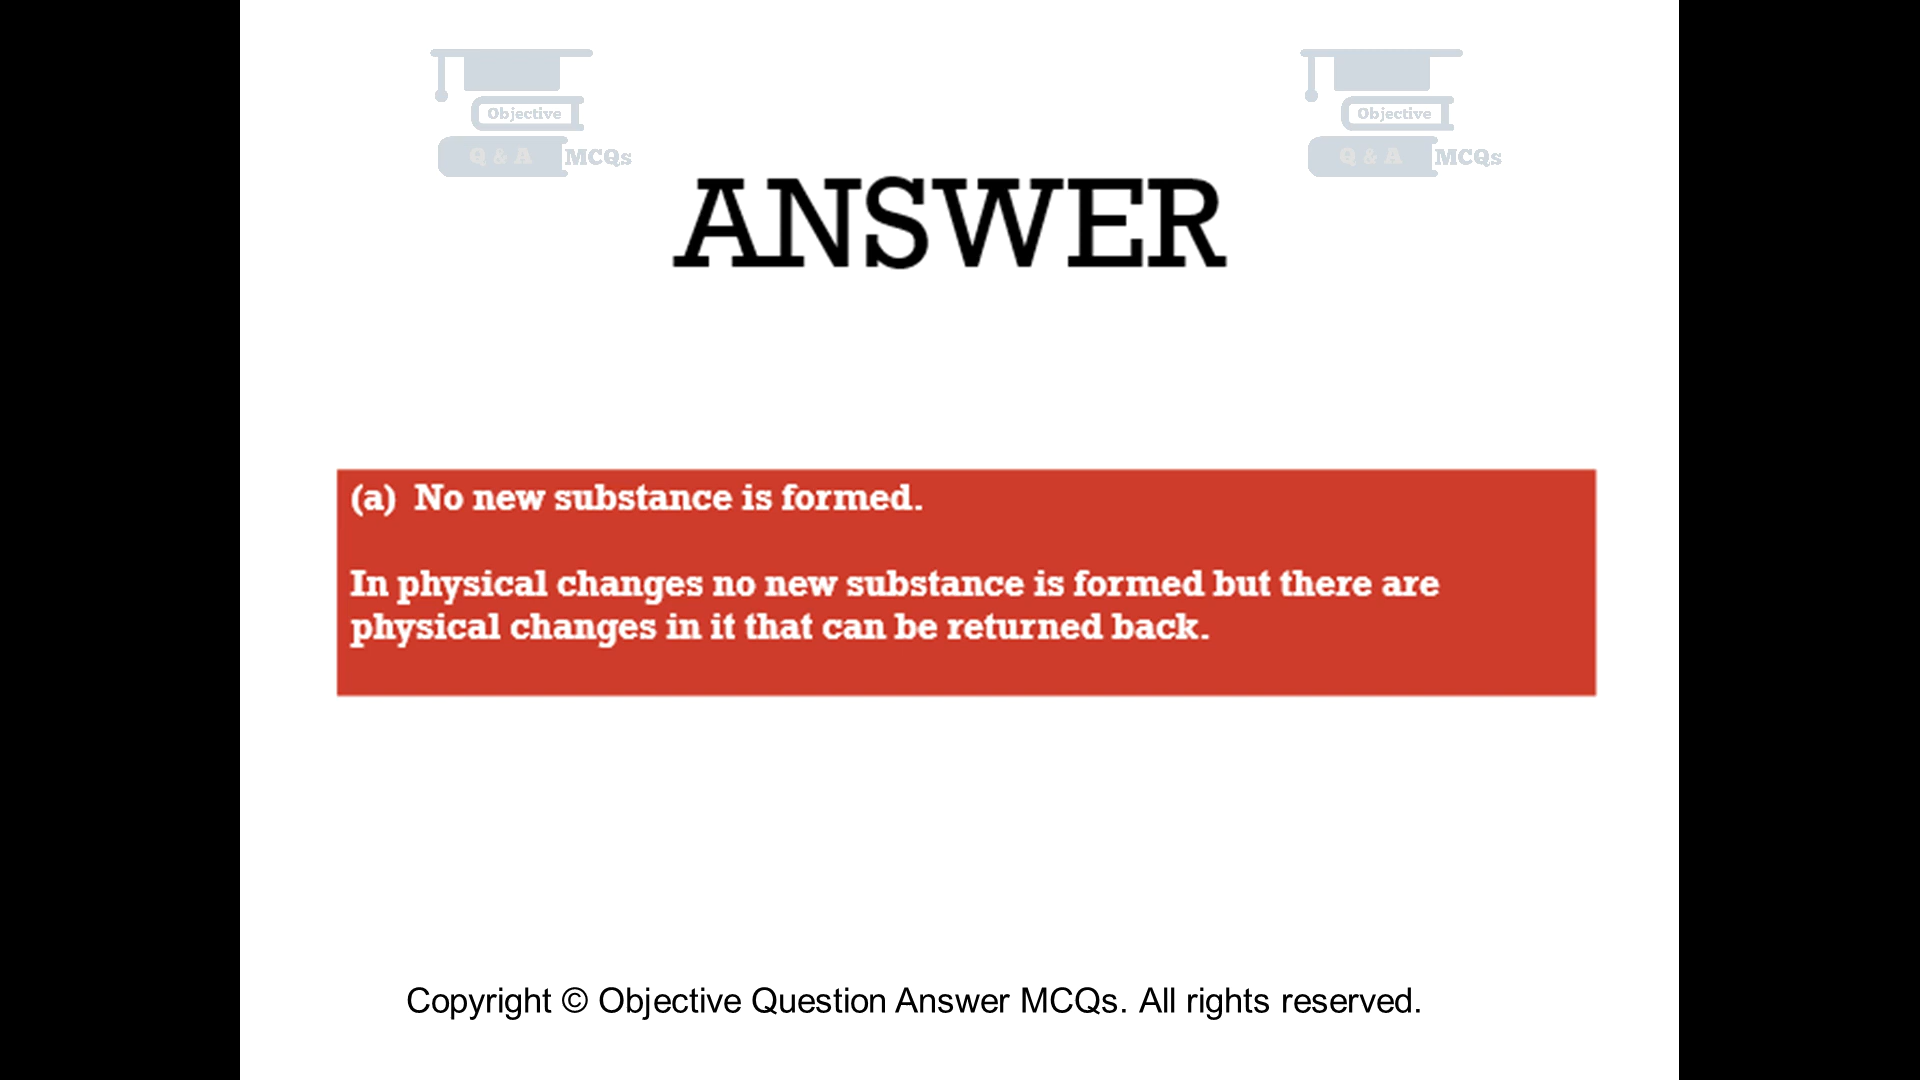 Objective
Q & A MCQs
Objective
Q & A MCQs
ANSWER
(a) No new substance is formed.
In physical changes no new substance is formed but there are
physical changes in it that can be returned back.
Copyright © Objective Question Answer MCQs. All rights reserved.